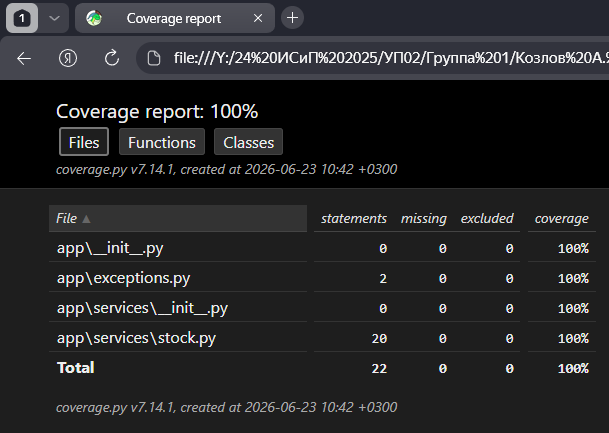 1
Coverage report
file:///Y:/24%20ИСиП%202025/УП02/Группа%201/Козлов%20А.%
Coverage report: 100%
Files Functions Classes
coverage.py v7.14.1, created at 2026-06-23 10:42 +0300
File ▲ statements missing excluded coverage
app\__init__.py 0 0 0 100%
app\exceptions.py 2 0 0 100%
app\services\__init__.py 0 0 0 100%
app\services\stock.py 20 0 0 100%
Total 22 0 0 100%
coverage.py v7.14.1, created at 2026-06-23 10:42 +0300